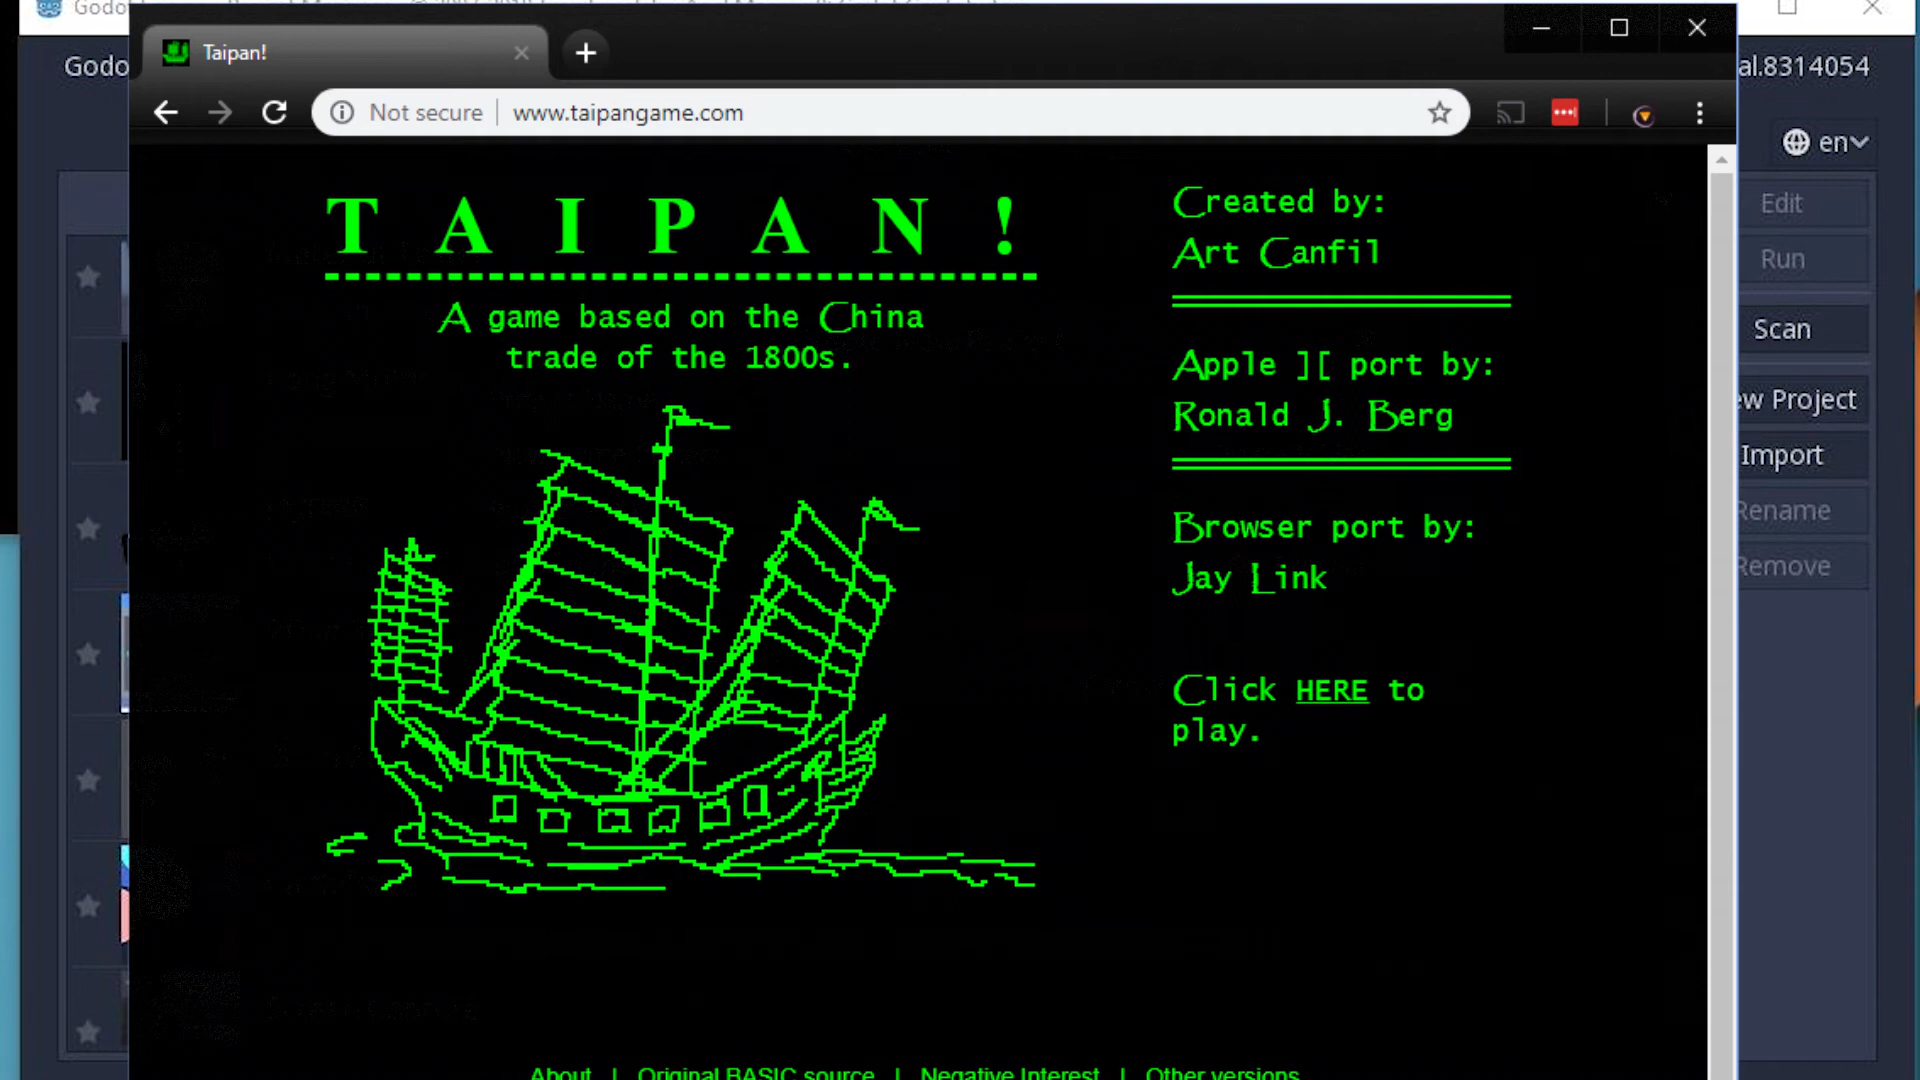 Taipan!
Not secure
www.taipangame.com
al.8314054
en
T A I P A N !
A game based on the China
trade of the 1800s.
Created by:
Art Canfil
Apple ][ port by:
Ronald J. Berg
Browser port by:
Jay Link
Click HERE to
play.
Edit
Run
Scan
ew Project
Import
Rename
Remove
About | Original BASIC source | Negative Interest | Other versions
Godo